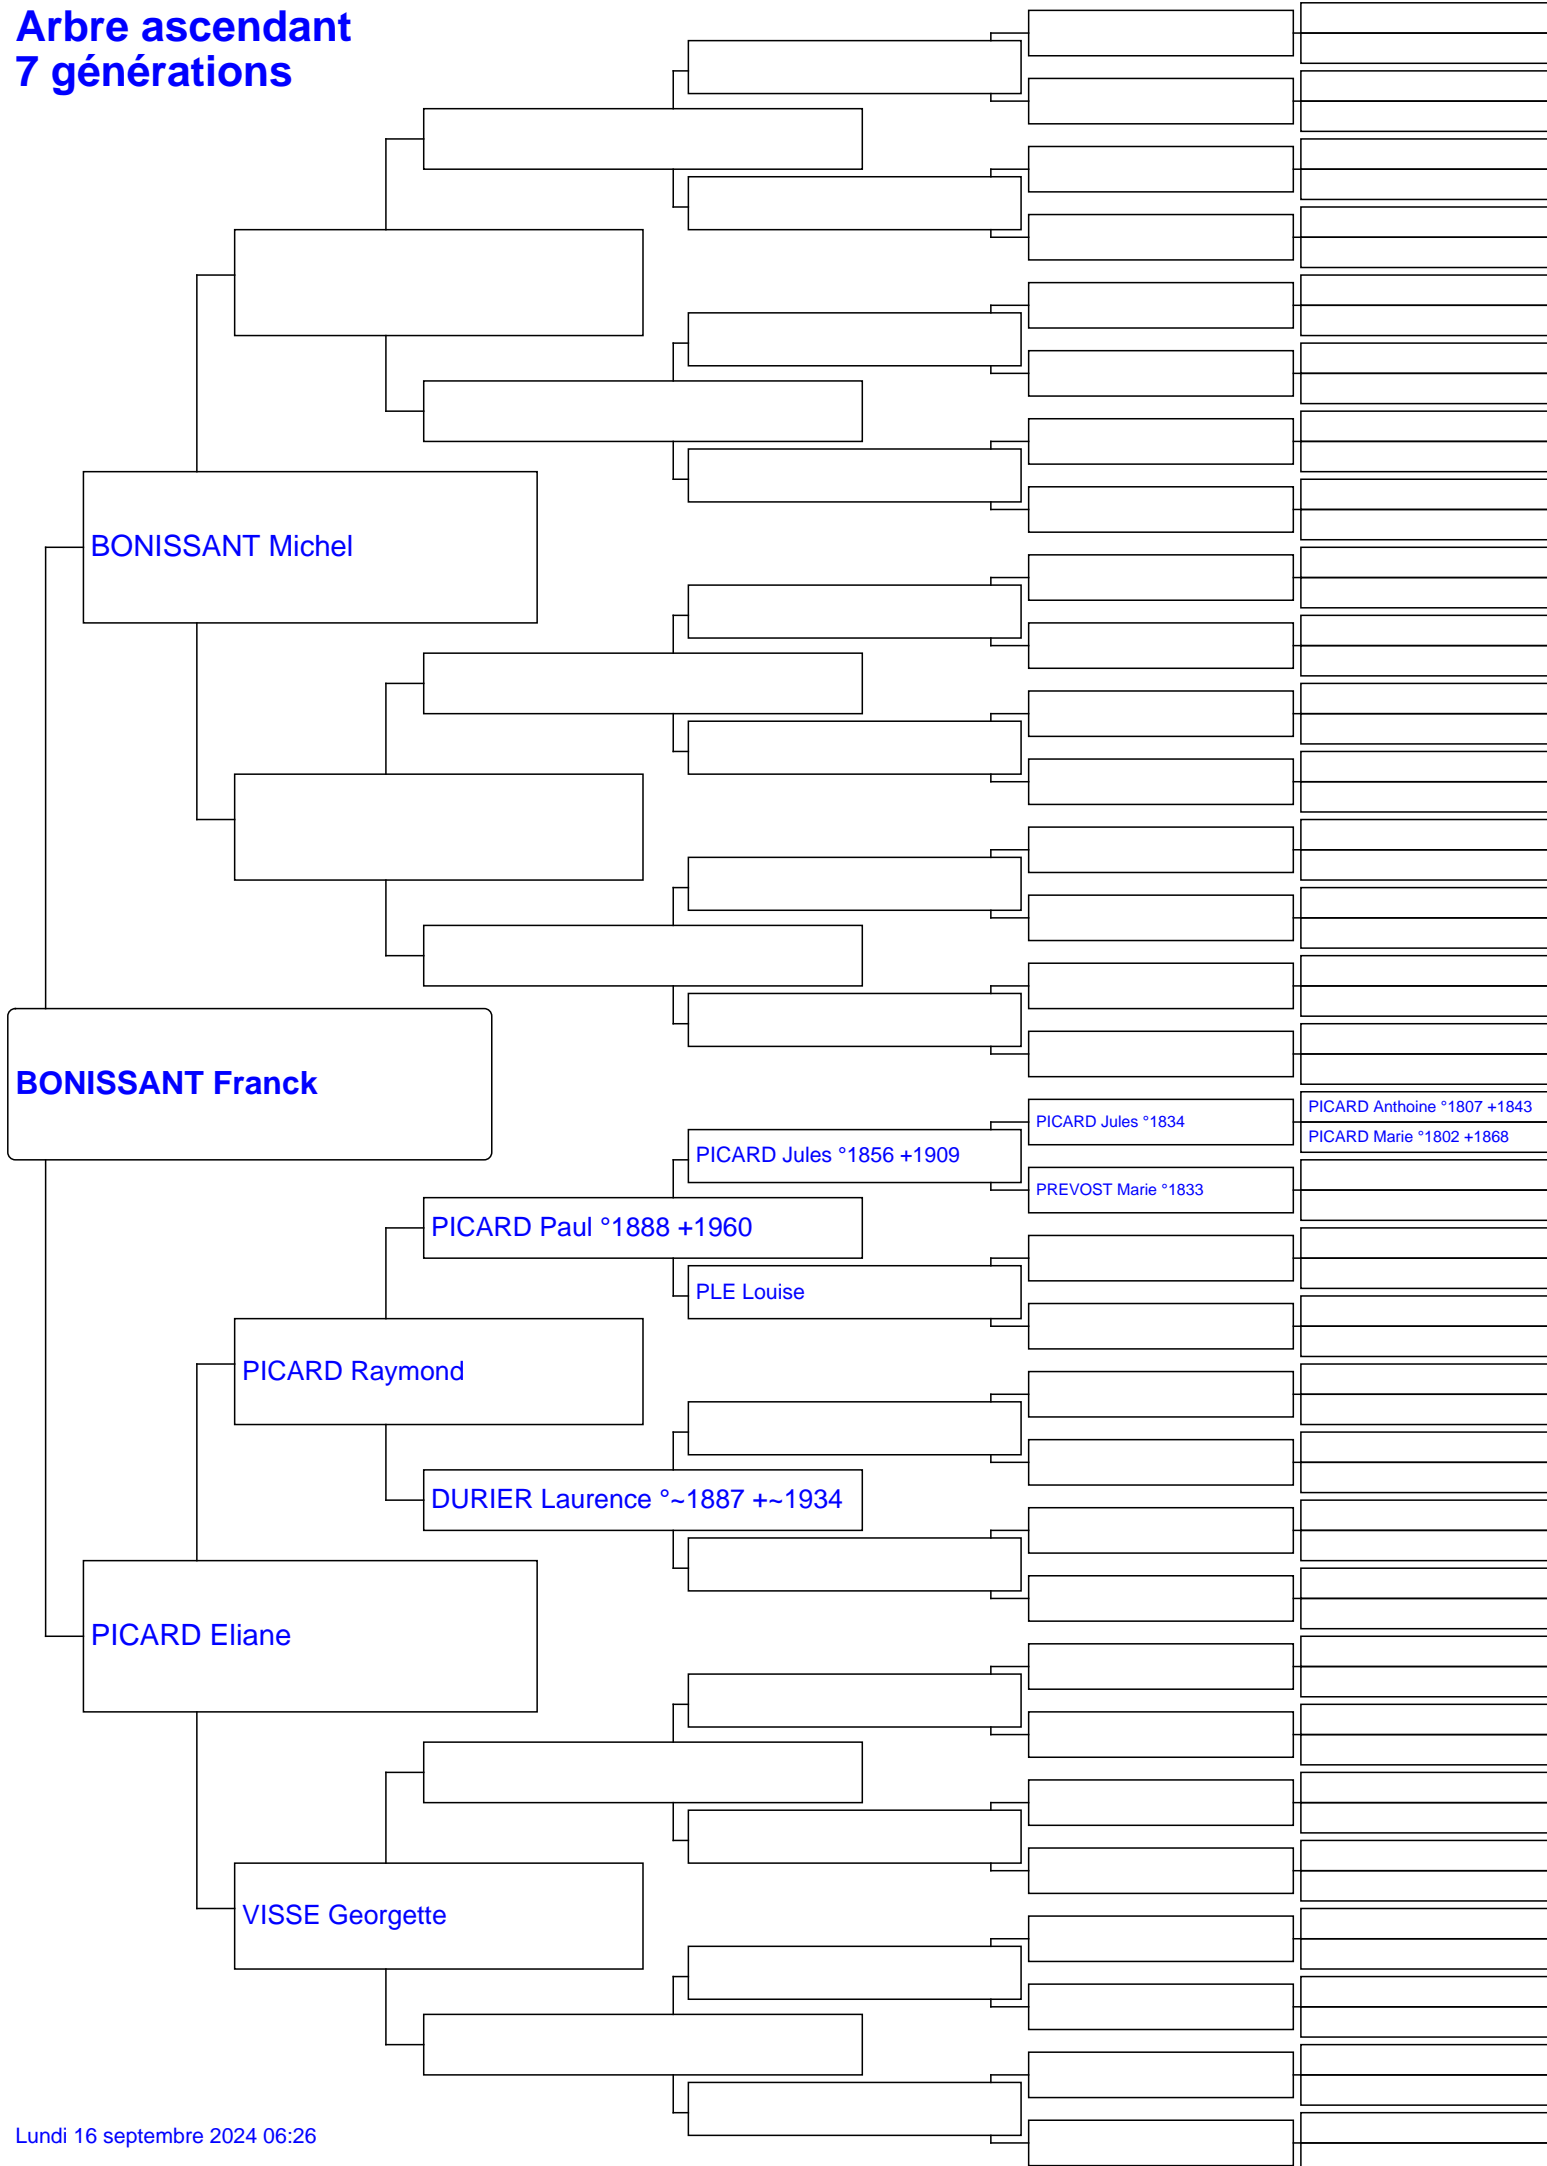 Arbre ascendant
7 générations
BONISSANT Michel
BONISSANT Franck
PICARD Anthoine °1807 +1843
PICARD Jules °1834
PICARD Marie °1802 +1868
PICARD Jules °1856 +1909
PREVOST Marie °1833
PICARD Paul °1888 +1960
PLE Louise
PICARD Raymond
DURIER Laurence °~1887 +~1934
PICARD Eliane
VISSE Georgette
Lundi 16 septembre 2024 06:26